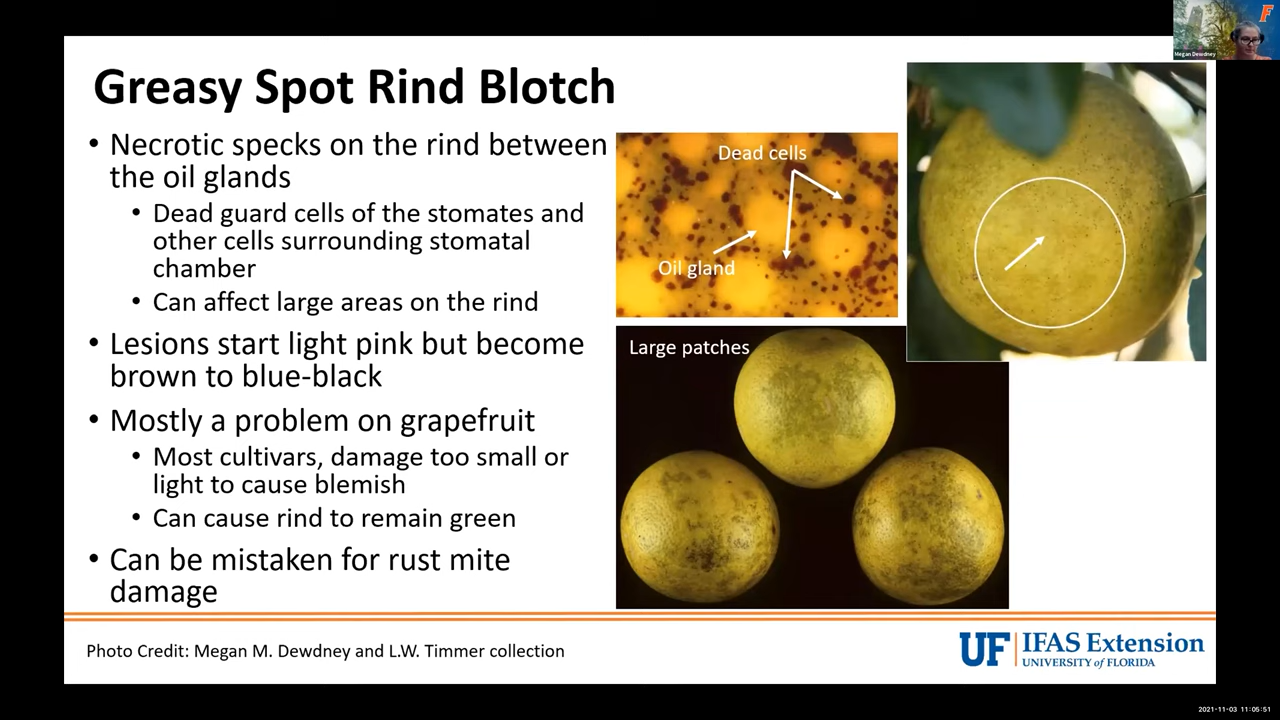 Greasy Spot Rind Blotch
• Necrotic specks on the rind between
the oil glands
• Dead guard cells of the stomates and
other cells surrounding stomatal
chamber
• Can affect large areas on the rind
• Lesions start light pink but become
brown to blue-black
• Mostly a problem on grapefruit
• Most cultivars, damage too small or
light to cause blemish
• Can cause rind to remain green
• Can be mistaken for rust mite
damage
Dead cells
Oil gland
Large patches
Photo Credit: Megan M. Dewdney and L.W. Timmer collection
UF IFAS Extension
UNIVERSITY of FLORIDA
F
Megan Dewdney
2021-11-03 11:05:51